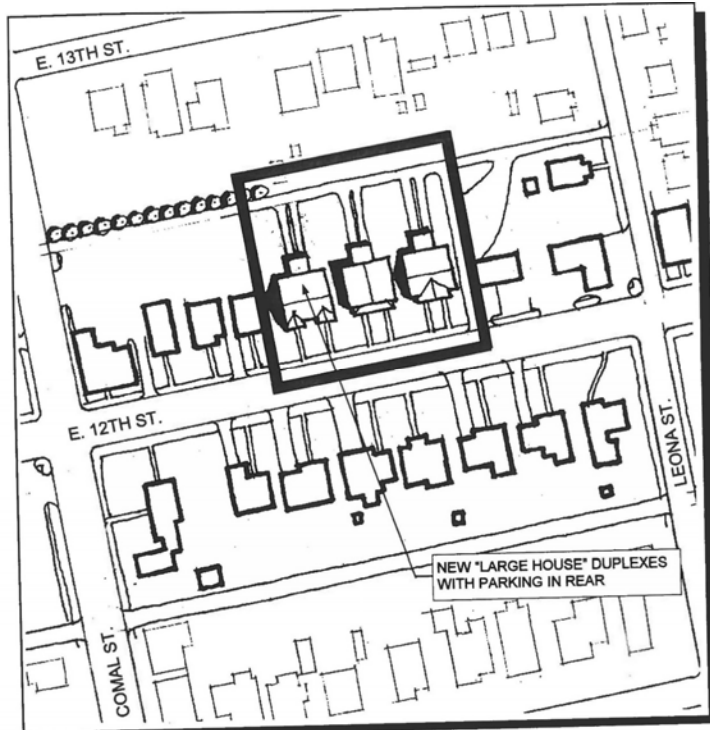 E. 13TH ST.
E. 12TH ST.
LEONA ST.
NEW "LARGE HOUSE" DUPLEXES
WITH PARKING IN REAR
COMAL ST.